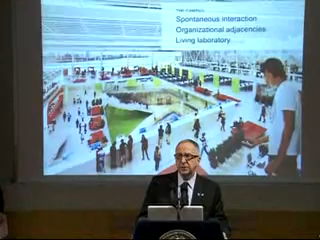 THE CAMPUS
Spontaneous interaction
Organizational adjacencies
Living laboratory